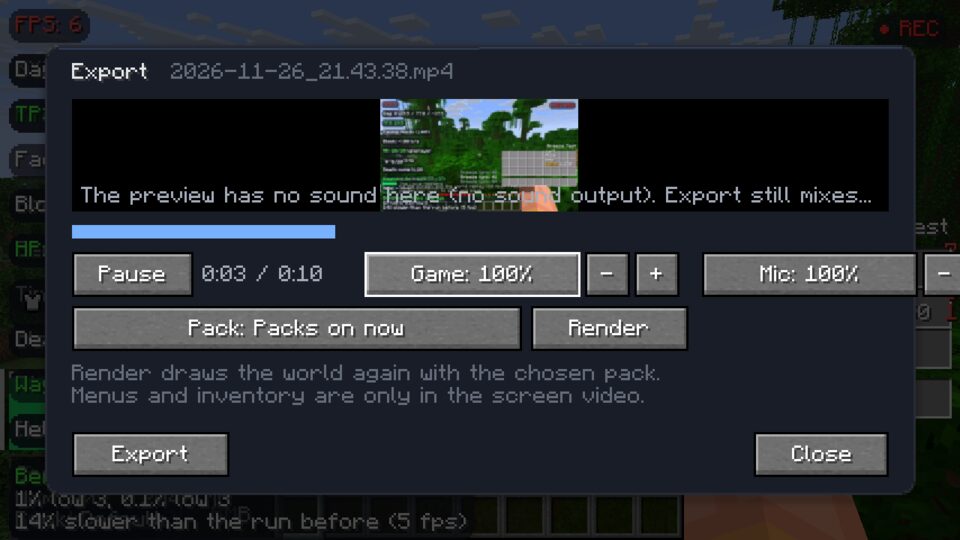 FPS: 6
REC
Export 2026-11-26_21.43.38.mp4
The preview has no sound here (no sound output). Export still mixes...
Pause 0:03 / 0:10 Game: 100% - + Mic: 100% -
Pack: Packs on now Render
Render draws the world again with the chosen pack.
Menus and inventory are only in the screen video.
Export Close
1% low 3, 0.1% low 3
14% slower than the run before (5 fps)